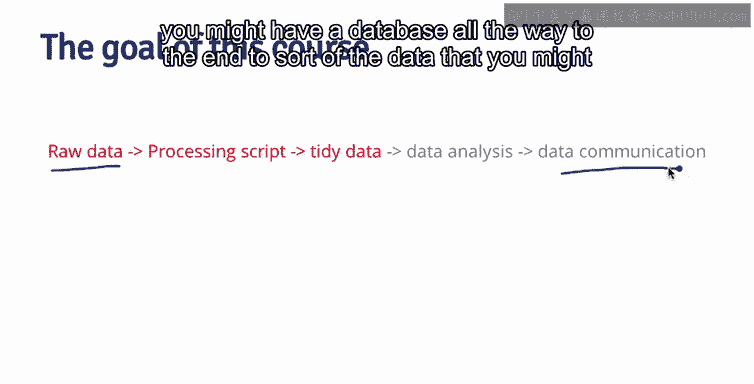 you might have a database all the way to
The goal of this course
the end to sort of the data that you might
Raw data -> Processing script -> tidy data -> data analysis -> data communication